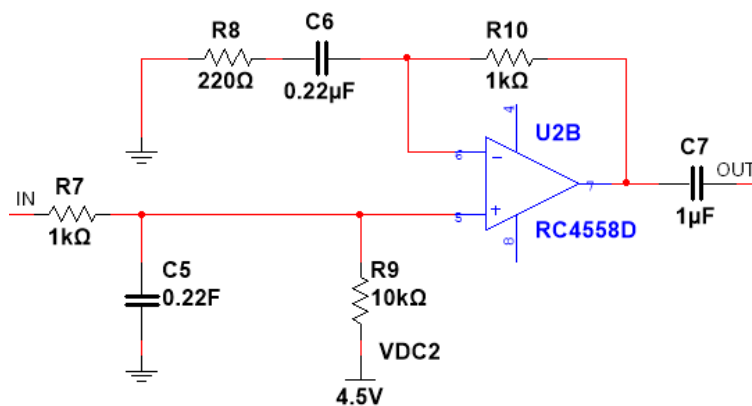 R8
220Ω
C6
0.22µF
R10
1kΩ
4
U2B
6
7
5
8
RC4558D
C7
1µF
OUT
IN
R7
1kΩ
C5
0.22F
R9
10kΩ
VDC2
4.5V